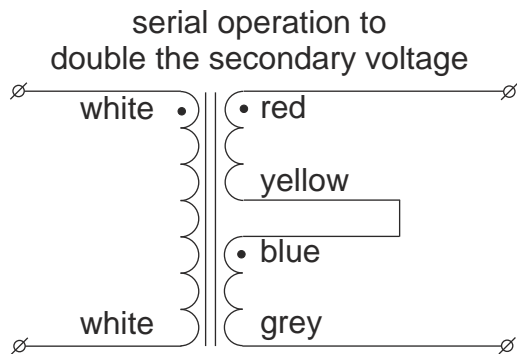 serial operation to
double the secondary voltage
white
red
yellow
blue
white
grey